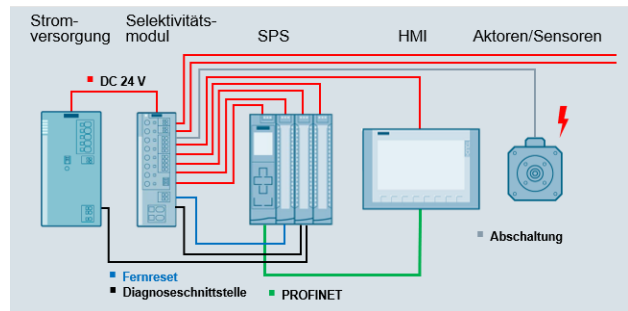 Strom-
versorgung
Selektivitäts-
modul
SPS
HMI
Aktoren/Sensoren
DC 24 V
Abschaltung
Fernreset
Diagnoseschnittstelle
PROFINET